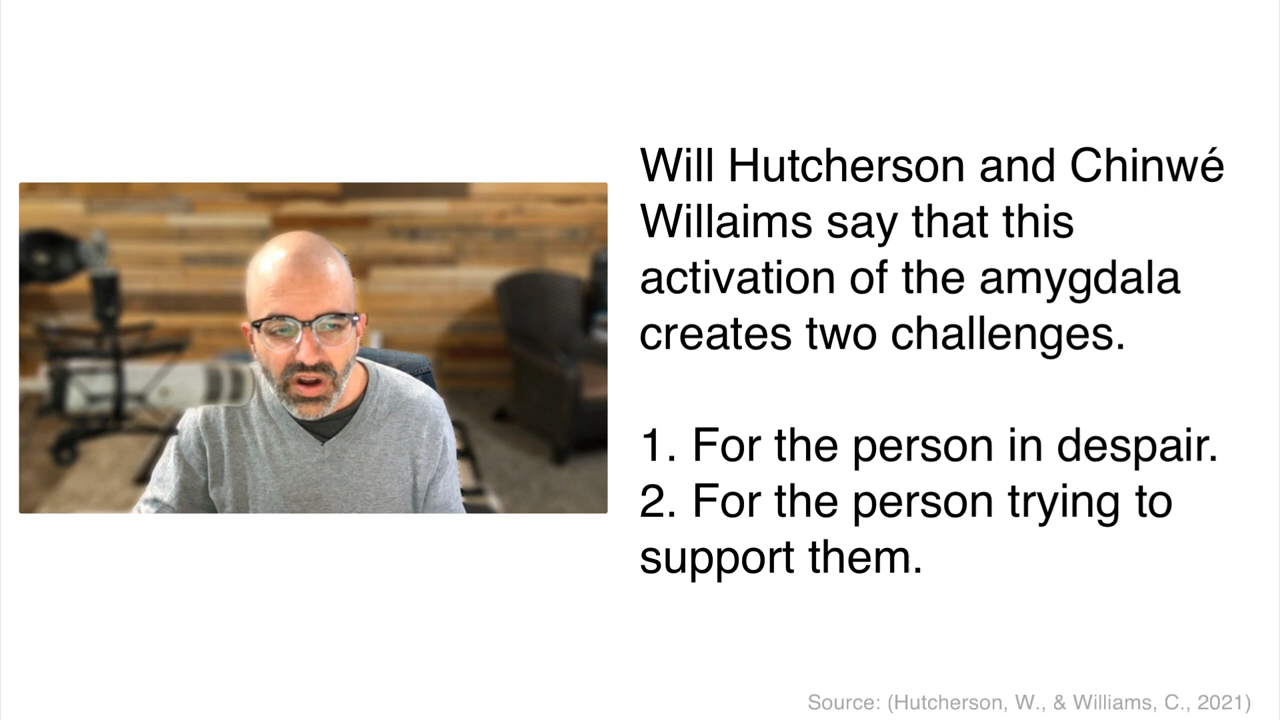 Will Hutcherson and Chinwé
Willaims say that this
activation of the amygdala
creates two challenges.
1. For the person in despair.
2. For the person trying to
support them.
Source: (Hutcherson, W., & Williams, C., 2021)